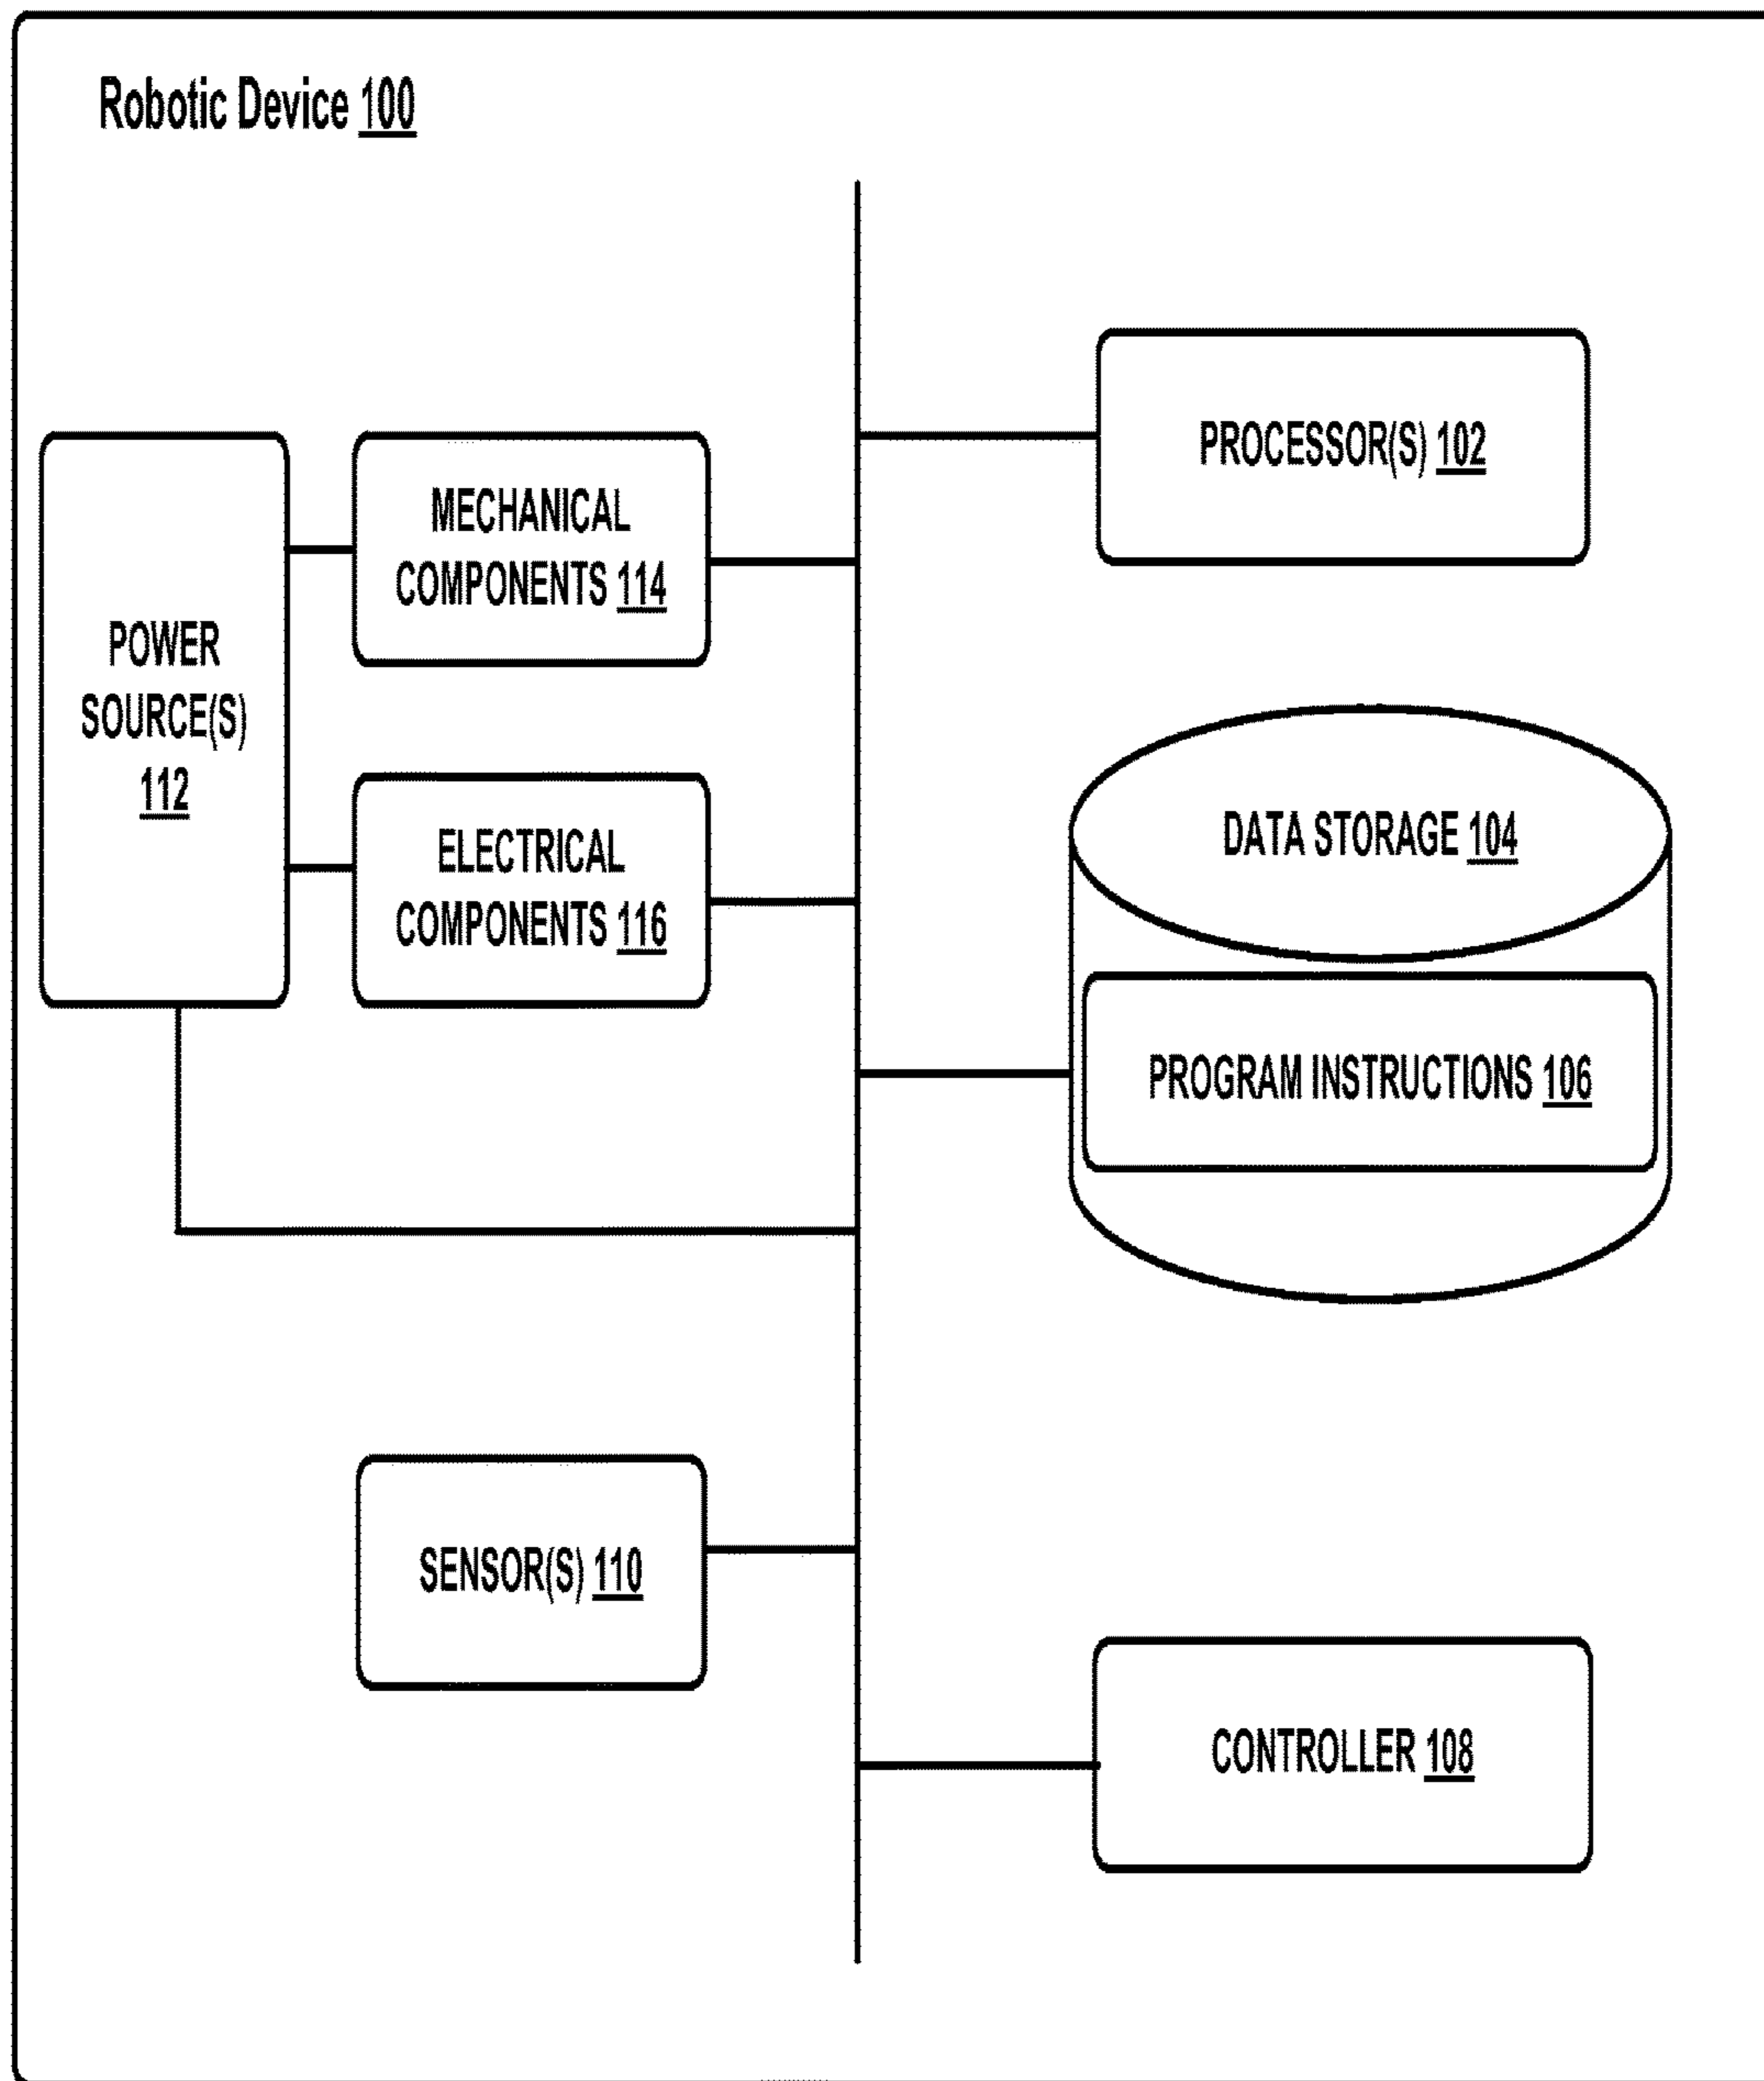 Robotic Device 100
PROCESSOR(S) 102
MECHANICAL
COMPONENTS 114
POWER
SOURCE(S)
112
ELECTRICAL
COMPONENTS 116
DATA STORAGE 104
PROGRAM INSTRUCTIONS 106
SENSOR(S) 110
CONTROLLER 108